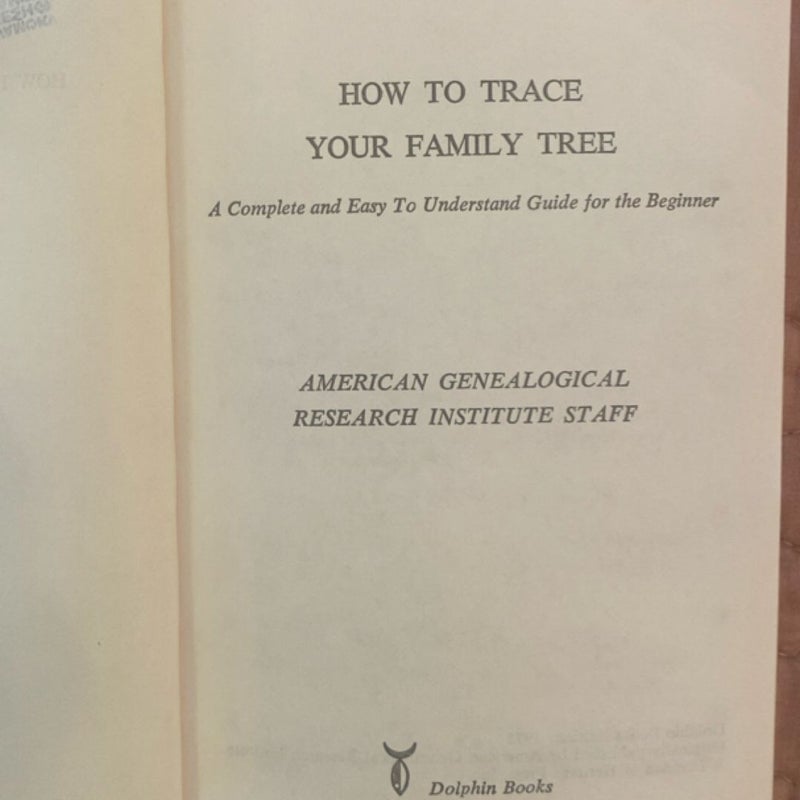 HOW TO TRACE
YOUR FAMILY TREE
A Complete and Easy To Understand Guide for the Beginner
AMERICAN GENEALOGICAL
RESEARCH INSTITUTE STAFF
Dolphin Books